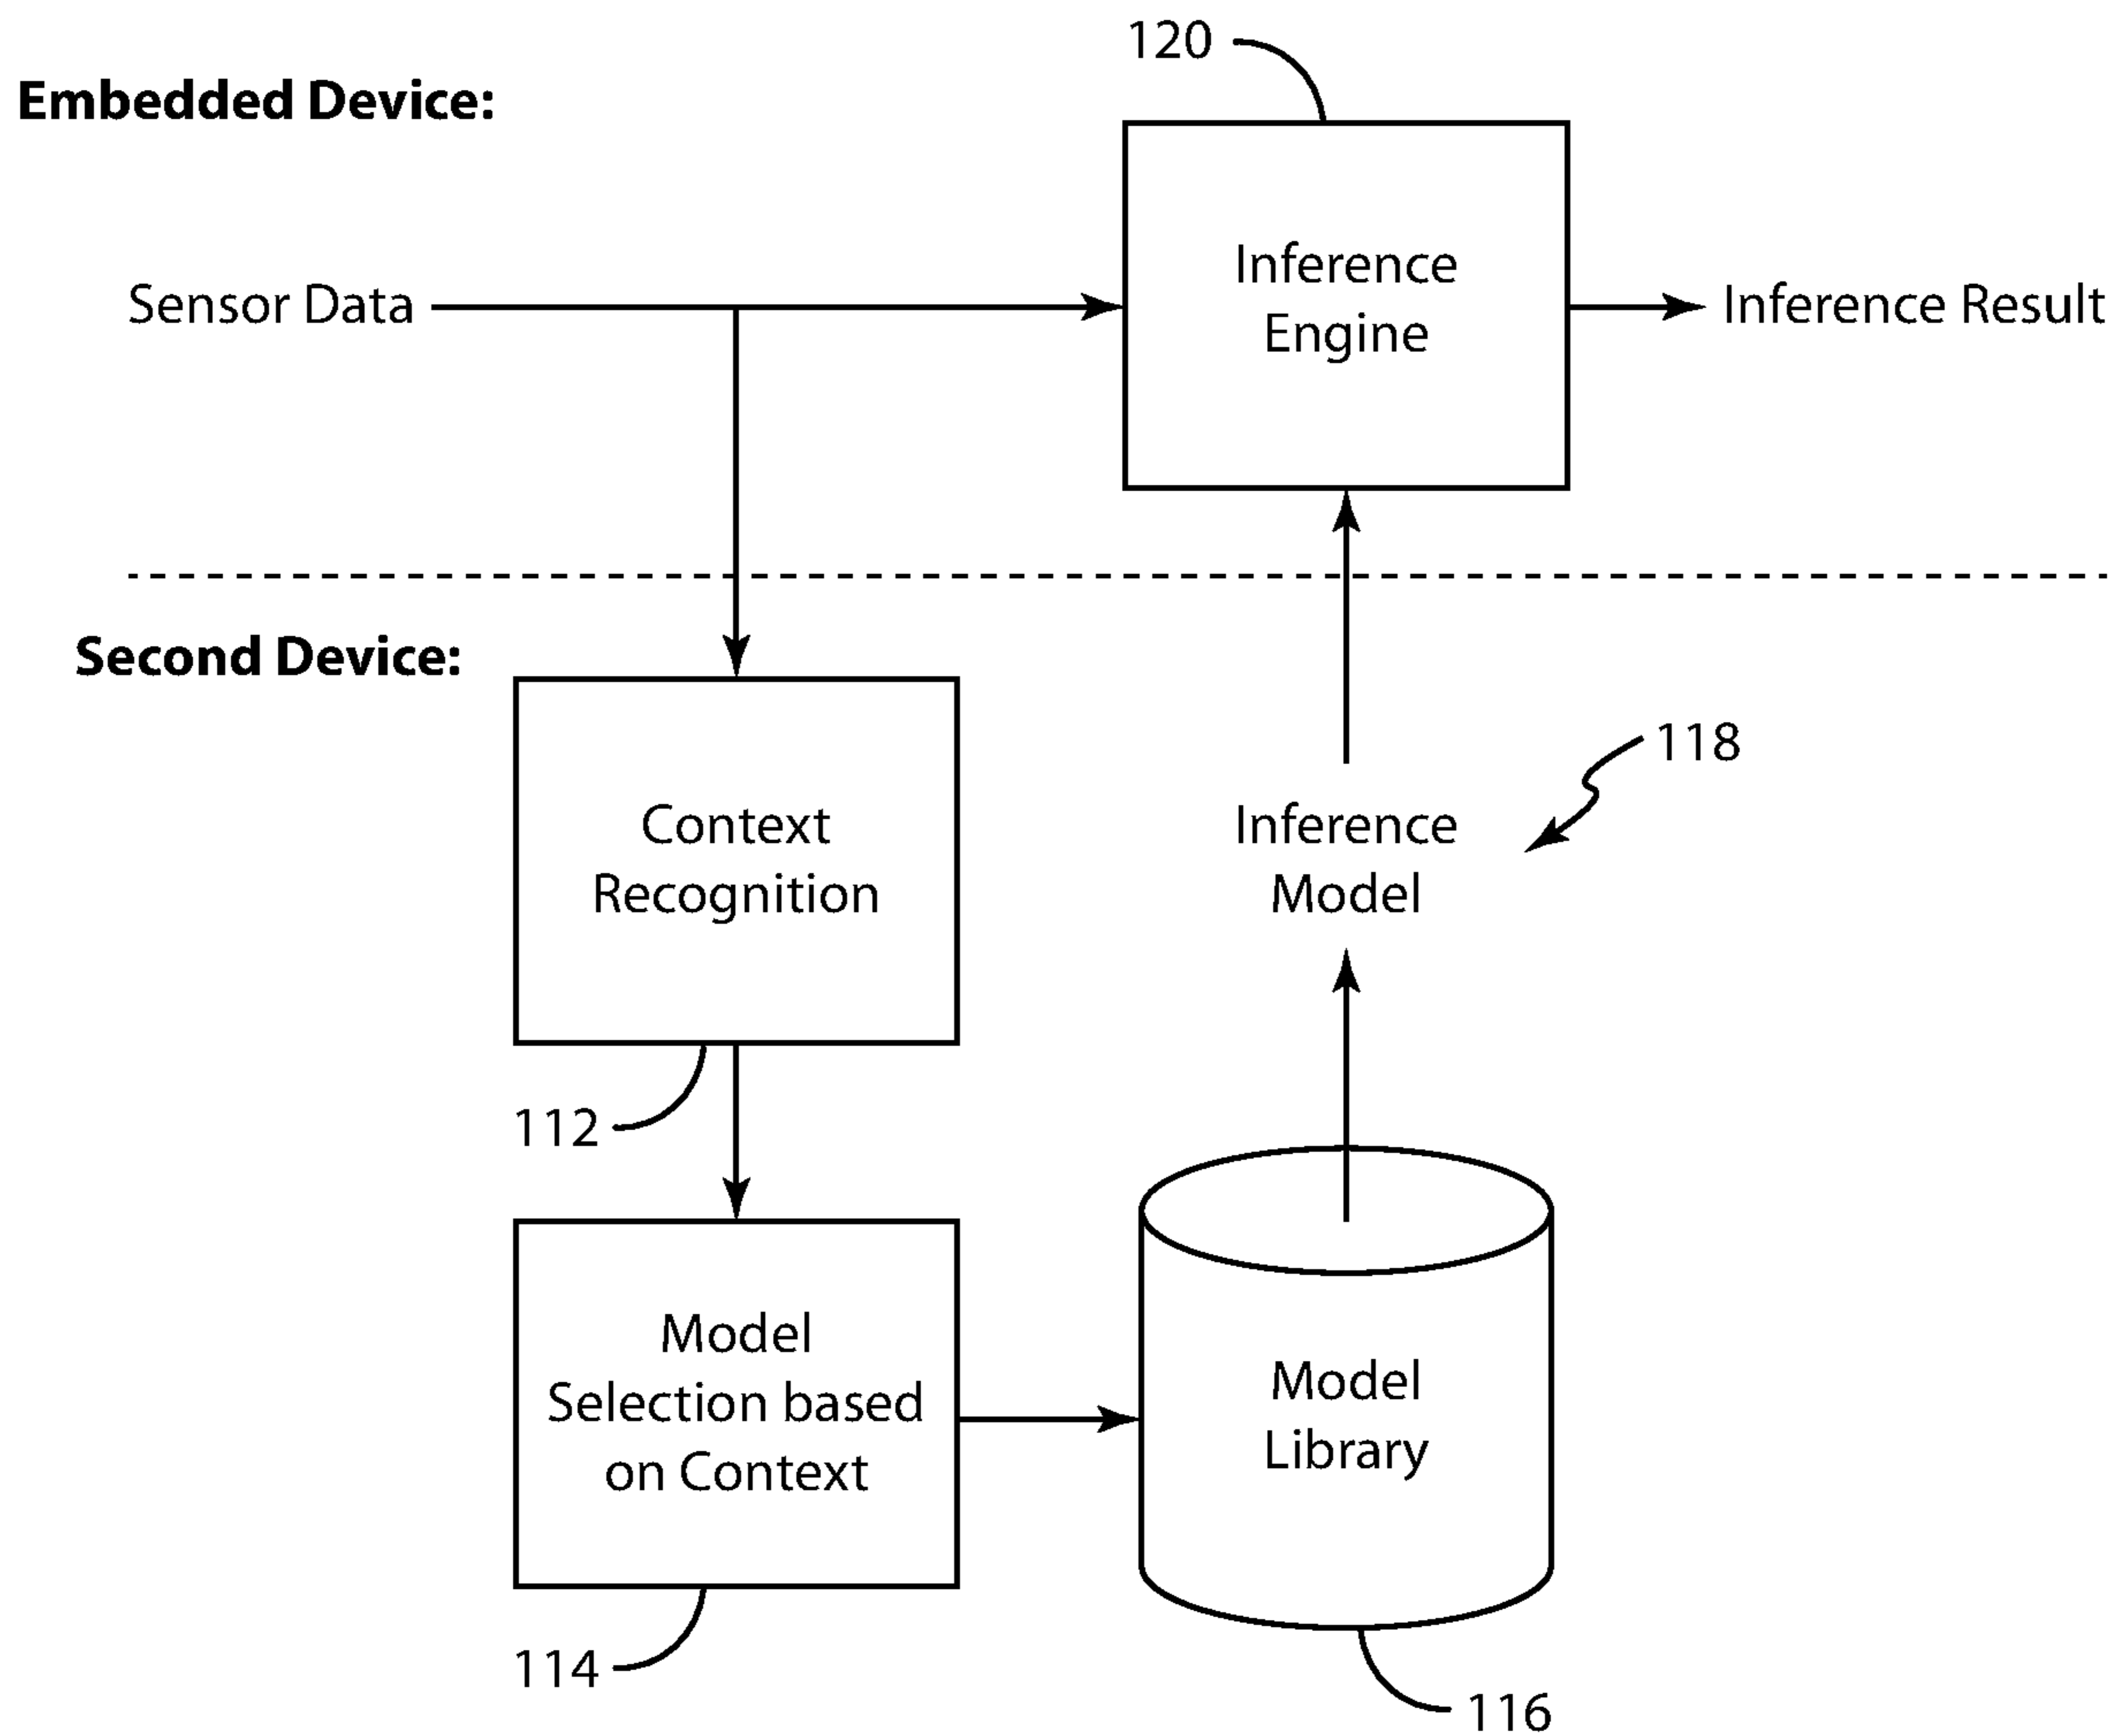 120
Embedded Device:
Inference
Engine
Sensor Data
Inference Result
Second Device:
118
Context
Recognition
Inference
Model
112
Model
Selection based
on Context
Model
Library
114
116